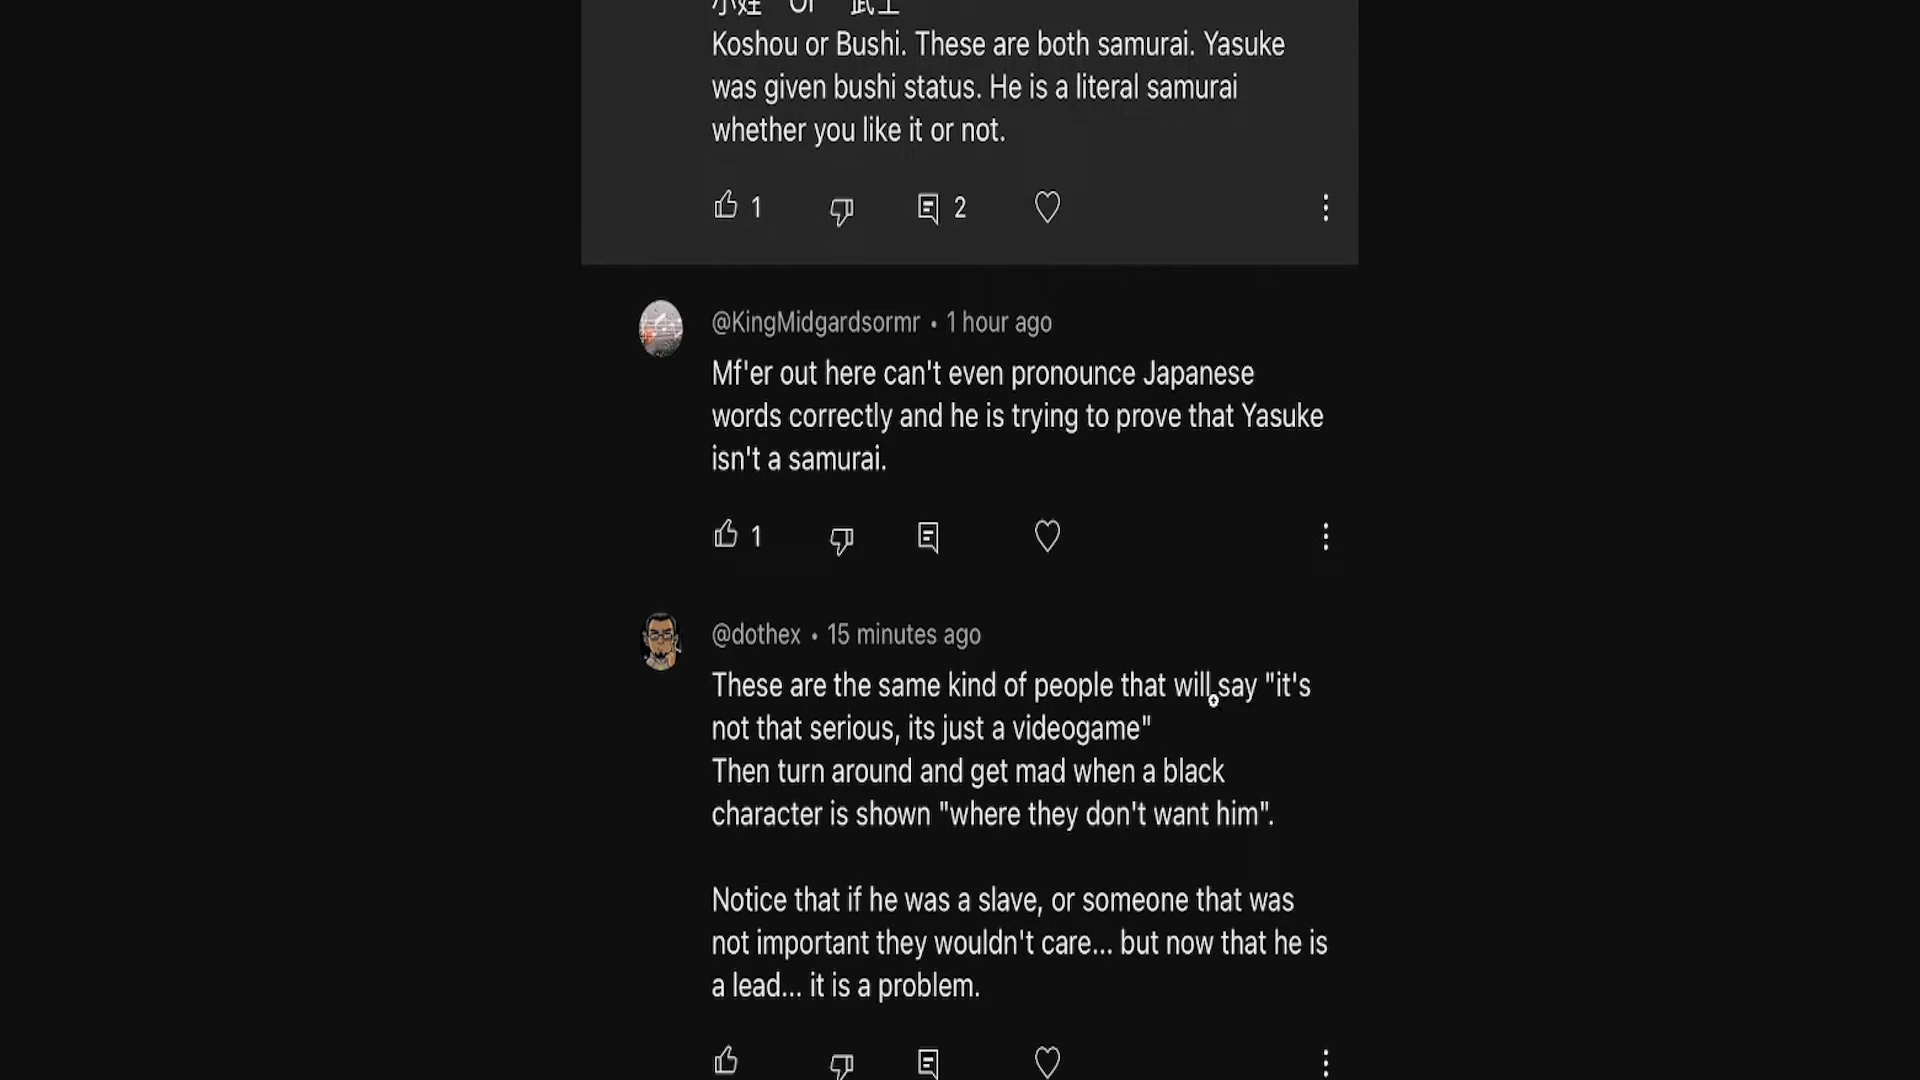 Koshou or Bushi. These are both samurai. Yasuke
was given bushi status. He is a literal samurai
whether you like it or not.
1
2
@KingMidgardsormr • 1 hour ago
Mf'er out here can't even pronounce Japanese
words correctly and he is trying to prove that Yasuke
isn't a samurai.
1
@dothex • 15 minutes ago
These are the same kind of people that will say "it's
not that serious, its just a videogame"
Then turn around and get mad when a black
character is shown "where they don't want him".
Notice that if he was a slave, or someone that was
not important they wouldn't care... but now that he is
a lead... it is a problem.